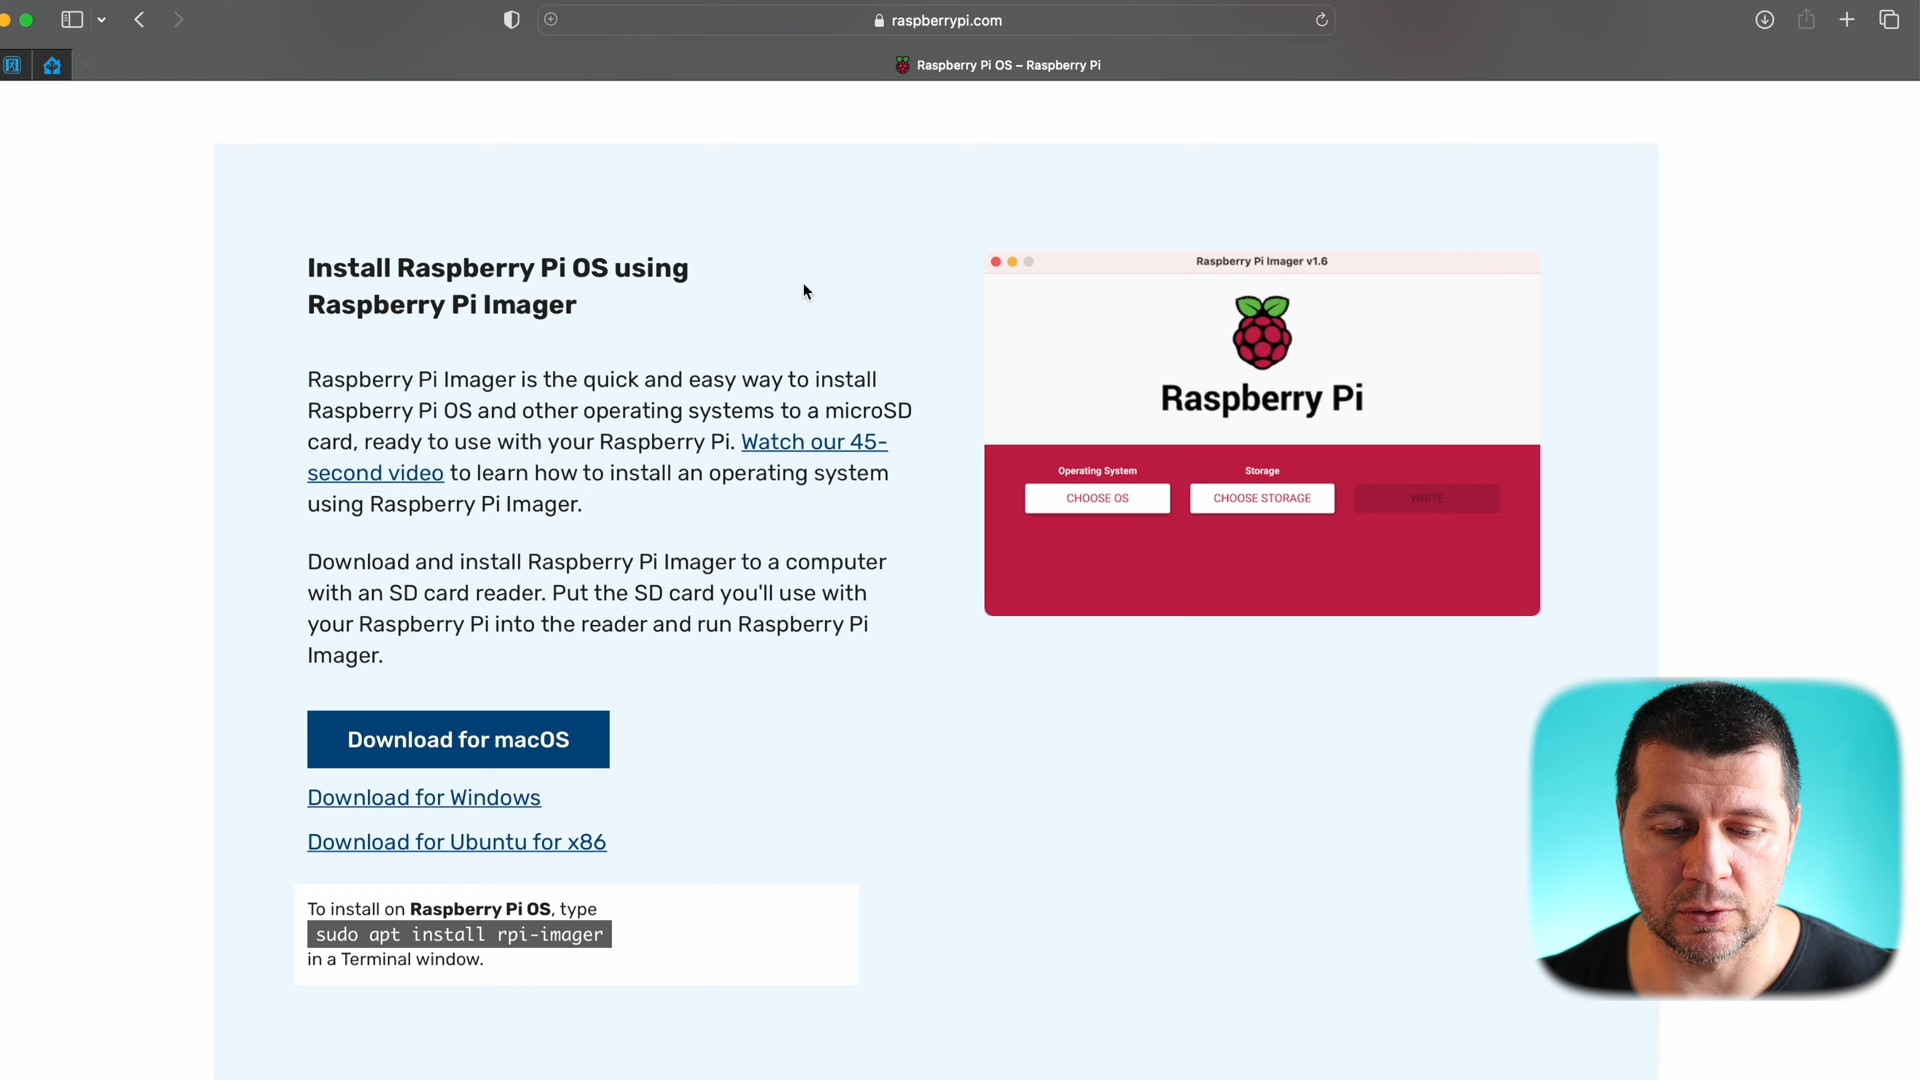 raspberrypi.com
Raspberry Pi OS – Raspberry Pi
Install Raspberry Pi OS using
Raspberry Pi Imager
Raspberry Pi Imager is the quick and easy way to install
Raspberry Pi OS and other operating systems to a microSD
card, ready to use with your Raspberry Pi. Watch our 45-
second video to learn how to install an operating system
using Raspberry Pi Imager.
Download and install Raspberry Pi Imager to a computer
with an SD card reader. Put the SD card you'll use with
your Raspberry Pi into the reader and run Raspberry Pi
Imager.
Download for macOS
Download for Windows
Download for Ubuntu for x86
To install on Raspberry Pi OS, type
sudo apt install rpi-imager
in a Terminal window.
Raspberry Pi Imager v1.6
Raspberry Pi
Operating System
Storage
CHOOSE OS
CHOOSE STORAGE
WRITE